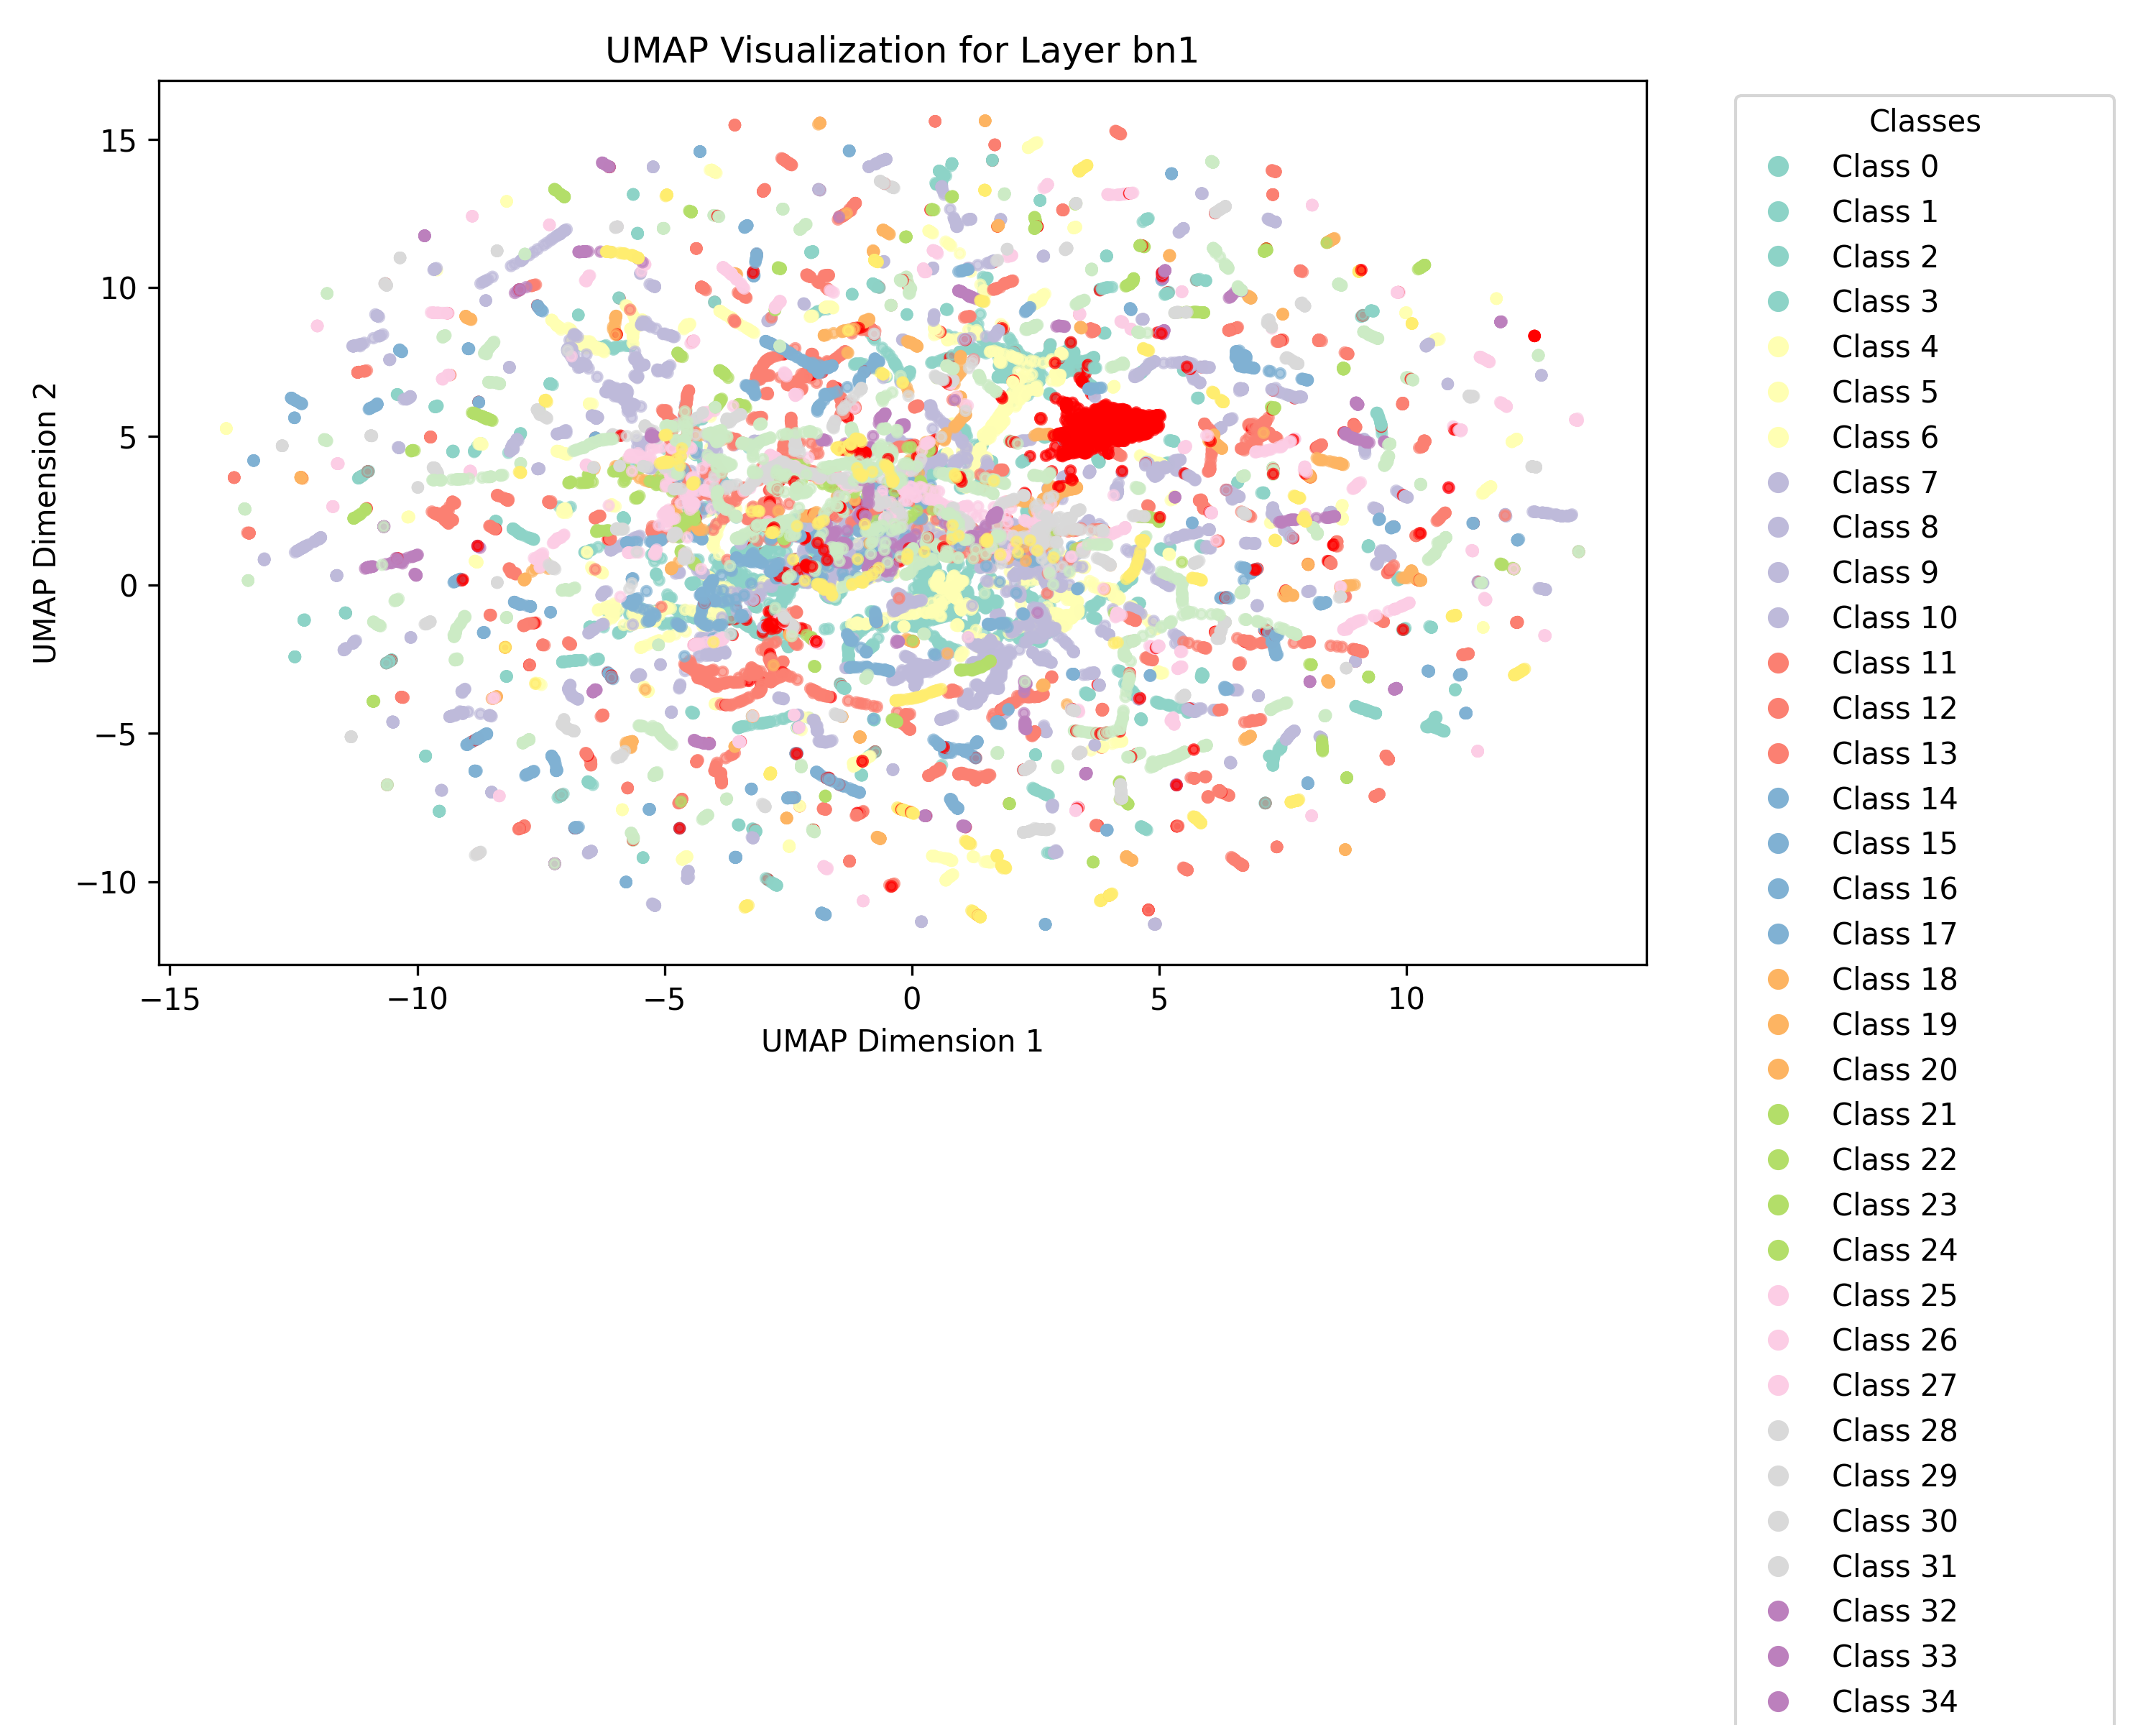 UMAP Visualization for Layer bn1
15
10
5
0
−5
−10
UMAP Dimension 2
−15
−10
−5
0
5
10
UMAP Dimension 1
Classes
Class 0
Class 1
Class 2
Class 3
Class 4
Class 5
Class 6
Class 7
Class 8
Class 9
Class 10
Class 11
Class 12
Class 13
Class 14
Class 15
Class 16
Class 17
Class 18
Class 19
Class 20
Class 21
Class 22
Class 23
Class 24
Class 25
Class 26
Class 27
Class 28
Class 29
Class 30
Class 31
Class 32
Class 33
Class 34